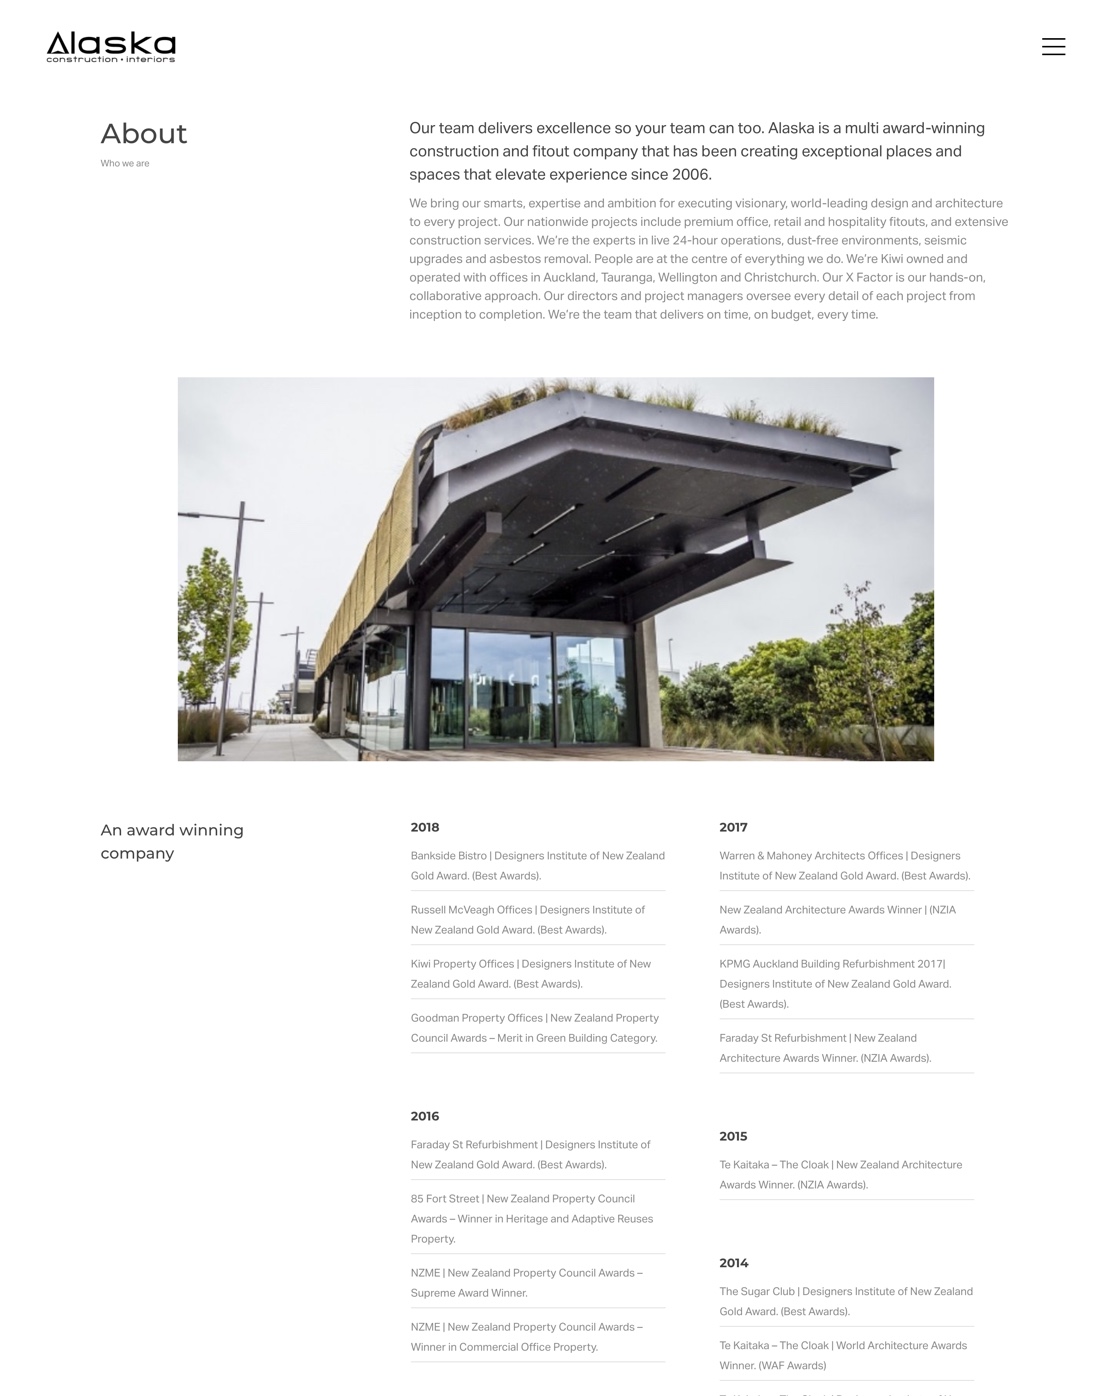 Alaska
construction • interiors
About
Who we are
Our team delivers excellence so your team can too. Alaska is a multi award-winning
construction and fitout company that has been creating exceptional places and
spaces that elevate experience since 2006.
We bring our smarts, expertise and ambition for executing visionary, world-leading design and architecture
to every project. Our nationwide projects include premium office, retail and hospitality fitouts, and extensive
construction services. We're the experts in live 24-hour operations, dust-free environments, seismic
upgrades and asbestos removal. People are at the centre of everything we do. We're Kiwi owned and
operated with offices in Auckland, Tauranga, Wellington and Christchurch. Our X Factor is our hands-on,
collaborative approach. Our directors and project managers oversee every detail of each project from
inception to completion. We're the team that delivers on time, on budget, every time.
An award winning
company
2018
Bankside Bistro | Designers Institute of New Zealand
Gold Award. (Best Awards).
Russell McVeagh Offices | Designers Institute of
New Zealand Gold Award. (Best Awards).
Kiwi Property Offices | Designers Institute of New
Zealand Gold Award. (Best Awards).
Goodman Property Offices | New Zealand Property
Council Awards – Merit in Green Building Category.
2016
Faraday St Refurbishment | Designers Institute of
New Zealand Gold Award. (Best Awards).
85 Fort Street | New Zealand Property Council
Awards – Winner in Heritage and Adaptive Reuses
Property.
NZME | New Zealand Property Council Awards –
Supreme Award Winner.
NZME | New Zealand Property Council Awards –
Winner in Commercial Office Property.
2017
Warren & Mahoney Architects Offices | Designers
Institute of New Zealand Gold Award. (Best Awards).
New Zealand Architecture Awards Winner | (NZIA
Awards).
KPMG Auckland Building Refurbishment 2017|
Designers Institute of New Zealand Gold Award.
(Best Awards).
Faraday St Refurbishment | New Zealand
Architecture Awards Winner. (NZIA Awards).
2015
Te Kaitaka – The Cloak | New Zealand Architecture
Awards Winner. (NZIA Awards).
2014
The Sugar Club | Designers Institute of New Zealand
Gold Award. (Best Awards).
Te Kaitaka – The Cloak | World Architecture Awards
Winner. (WAF Awards)